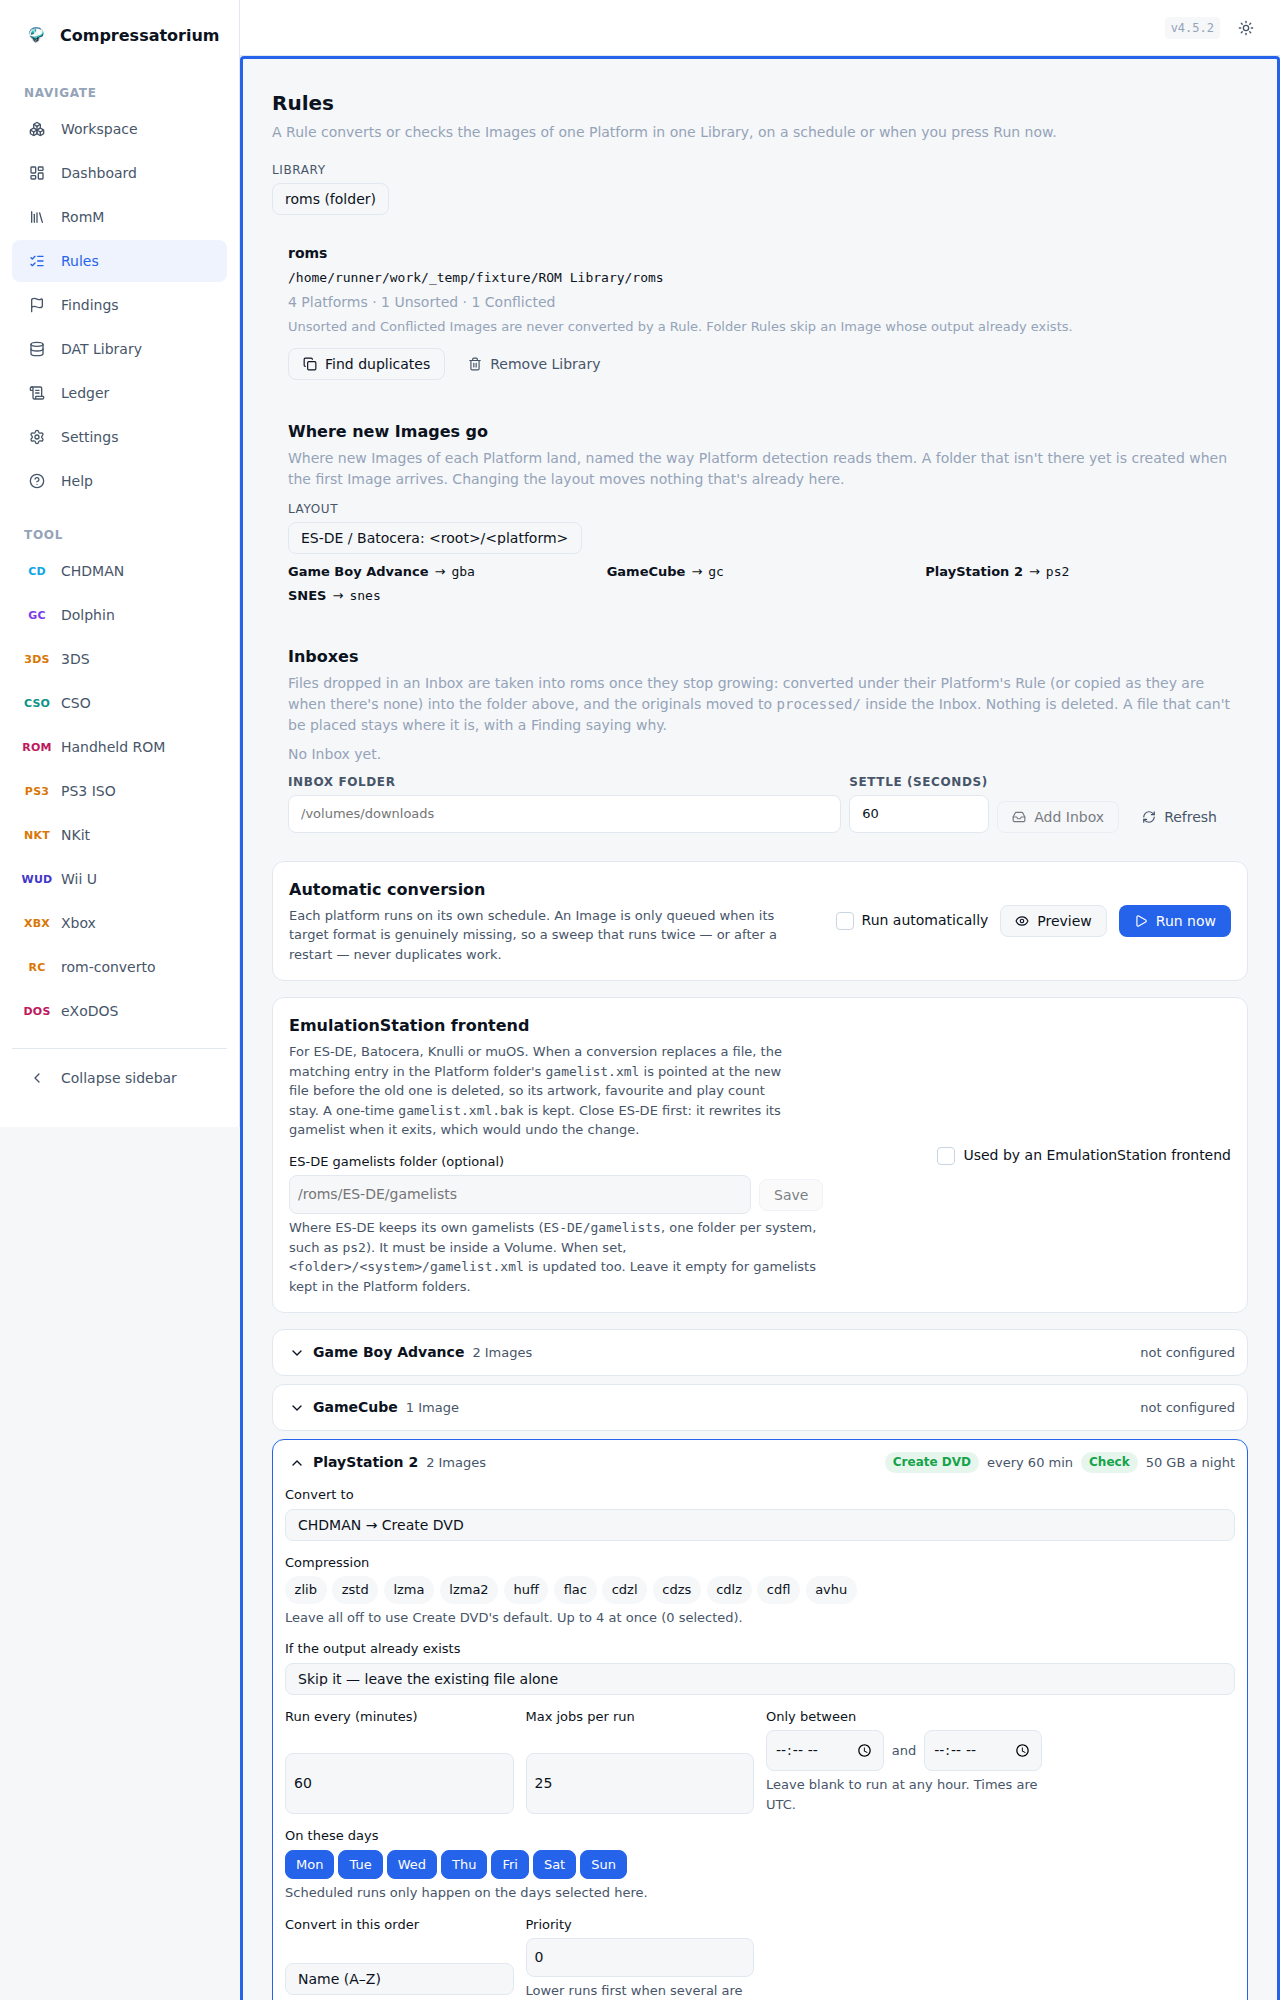 Compressatorium
v4.5.2
NAVIGATE
Workspace
Dashboard
RomM
Rules
Findings
DAT Library
Ledger
Settings
Help
TOOL
CD CHDMAN
GC Dolphin
3DS 3DS
CSO CSO
ROM Handheld ROM
PS3 PS3 ISO
NKT NKit
WUD Wii U
XBX Xbox
RC rom-converto
DOS eXoDOS
Collapse sidebar
Rules
A Rule converts or checks the Images of one Platform in one Library, on a schedule or when you press Run now.
LIBRARY
roms (folder)
roms
/home/runner/work/_temp/fixture/ROM Library/roms
4 Platforms · 1 Unsorted · 1 Conflicted
Unsorted and Conflicted Images are never converted by a Rule. Folder Rules skip an Image whose output already exists.
Find duplicates Remove Library
Where new Images go
Where new Images of each Platform land, named the way Platform detection reads them. A folder that isn't there yet is created when
the first Image arrives. Changing the layout moves nothing that's already here.
LAYOUT
ES-DE / Batocera: <root>/<platform>
Game Boy Advance → gba GameCube → gc PlayStation 2 → ps2
SNES → snes
Inboxes
Files dropped in an Inbox are taken into roms once they stop growing: converted under their Platform's Rule (or copied as they are
when there's none) into the folder above, and the originals moved to processed/ inside the Inbox. Nothing is deleted. A file that can't
be placed stays where it is, with a Finding saying why.
No Inbox yet.
INBOX FOLDER SETTLE (SECONDS)
/volumes/downloads 60 Add Inbox Refresh
Automatic conversion
Each platform runs on its own schedule. An Image is only queued when its
target format is genuinely missing, so a sweep that runs twice — or after a
restart — never duplicates work.
Run automatically Preview Run now
EmulationStation frontend
For ES-DE, Batocera, Knulli or muOS. When a conversion replaces a file, the
matching entry in the Platform folder's gamelist.xml is pointed at the new
file before the old one is deleted, so its artwork, favourite and play count
stay. A one-time gamelist.xml.bak is kept. Close ES-DE first: it rewrites its
gamelist when it exits, which would undo the change.
ES-DE gamelists folder (optional)
/roms/ES-DE/gamelists Save
Where ES-DE keeps its own gamelists (ES-DE/gamelists, one folder per system,
such as ps2). It must be inside a Volume. When set,
<folder>/<system>/gamelist.xml is updated too. Leave it empty for gamelists
kept in the Platform folders.
Used by an EmulationStation frontend
Game Boy Advance 2 Images not configured
GameCube 1 Image not configured
PlayStation 2 2 Images Create DVD every 60 min Check 50 GB a night
Convert to
CHDMAN → Create DVD
Compression
zlib zstd lzma lzma2 huff flac cdzl cdzs cdlz cdfl avhu
Leave all off to use Create DVD's default. Up to 4 at once (0 selected).
If the output already exists
Skip it — leave the existing file alone
Run every (minutes) Max jobs per run Only between
60 25 --:-- -- and --:-- --
Leave blank to run at any hour. Times are
UTC.
On these days
Mon Tue Wed Thu Fri Sat Sun
Scheduled runs only happen on the days selected here.
Convert in this order Priority
Name (A–Z) 0
Lower runs first when several are